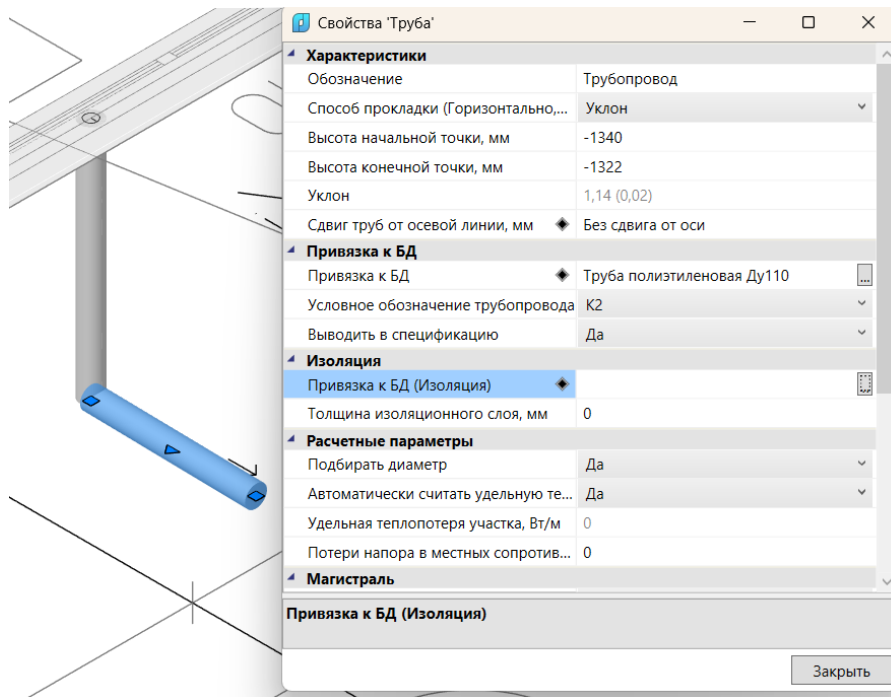 Свойства 'Труба'
Характеристики
Обозначение Трубопровод
Способ прокладки (Горизонтально,... Уклон
Высота начальной точки, мм -1340
Высота конечной точки, мм -1322
Уклон 1,14 (0,02)
Сдвиг труб от осевой линии, мм Без сдвига от оси
Привязка к БД
Привязка к БД Труба полиэтиленовая Ду110 ...
Условное обозначение трубопровода К2
Выводить в спецификацию Да
Изоляция
Привязка к БД (Изоляция) ...
Толщина изоляционного слоя, мм 0
Расчетные параметры
Подбирать диаметр Да
Автоматически считать удельную те... Да
Удельная теплопотеря участка, Вт/м 0
Потери напора в местных сопротив... 0
Магистраль
Привязка к БД (Изоляция)
Закрыть